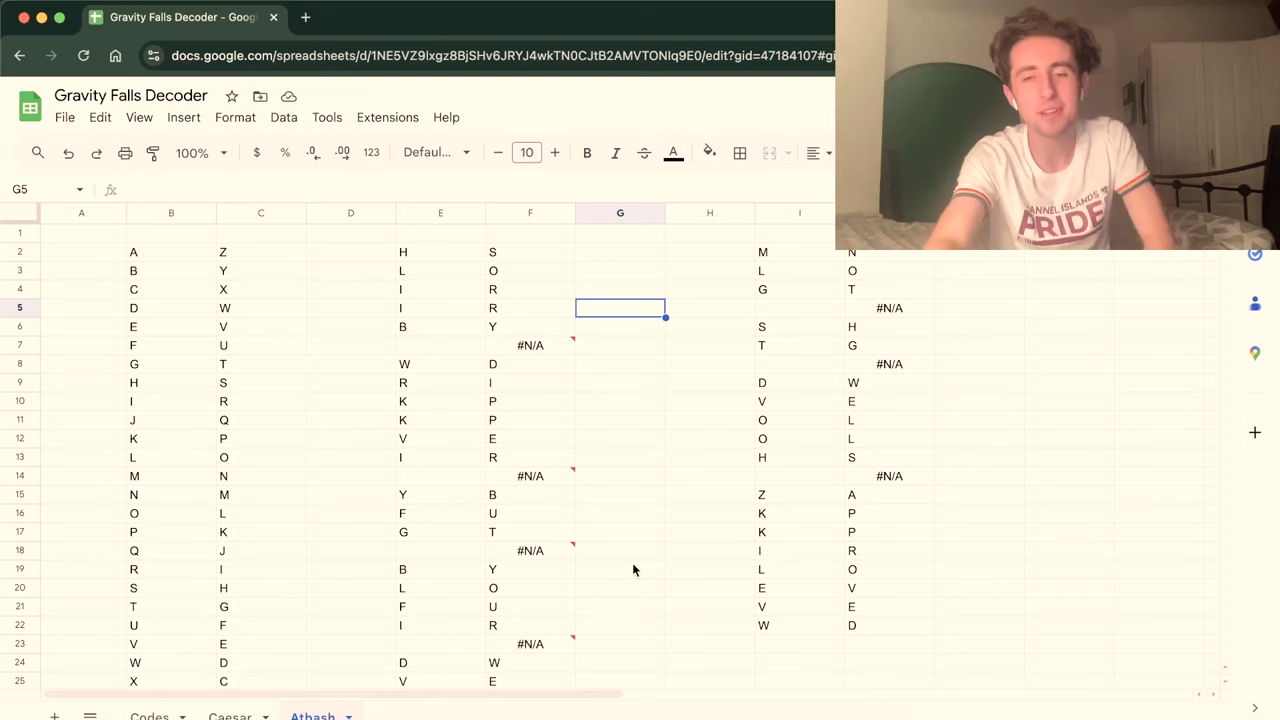 Gravity Falls Decoder - Goog
docs.google.com/spreadsheets/d/1NE5VZ9lxgz8BjSHv6JRYJ4wkTN0CJtB2AMVTONIq9E0/edit?gid=47184107#gi
Gravity Falls Decoder
File Edit View Insert Format Data Tools Extensions Help
100% $ % .0 .00 123 Defaul... − 10 + B I A
G5 fx
A B C D E F G H I
1
2 A Z H S M N
3 B Y L O L O
4 C X I R G T
5 D W I R #N/A
6 E V B Y S H
7 F U #N/A T G
8 G T W D #N/A
9 H S R I D W
10 I R K P V E
11 J Q K P O L
12 K P V E O L
13 L O I R H S
14 M N #N/A #N/A
15 N M Y B Z A
16 O L F U K P
17 P K G T K P
18 Q J #N/A I R
19 R I B Y L O
20 S H L O E V
21 T G F U V E
22 U F I R W D
23 V E #N/A
24 W D D W
25 X C V E
+ Codes Caesar Atbash
PRIDE